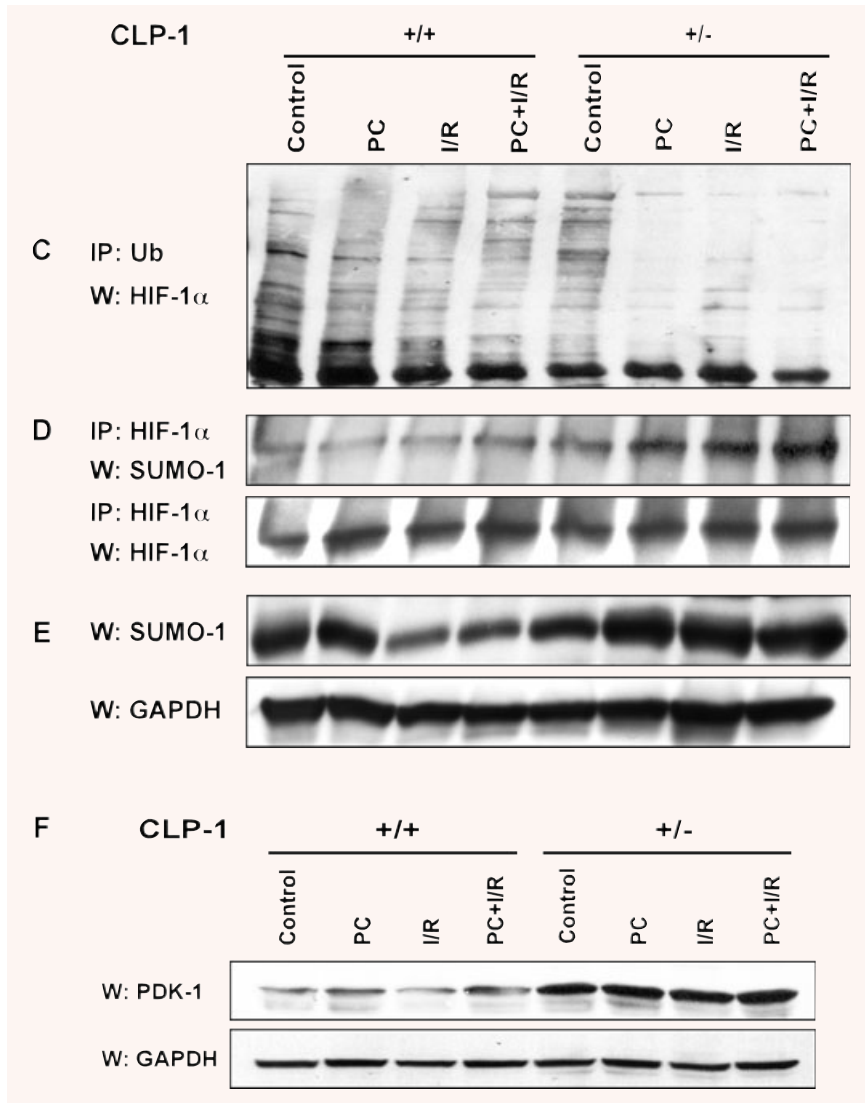 CLP-1 +/+ +/-
Control PC I/R PC+I/R Control PC I/R PC+I/R
C IP: Ub
W: HIF-1α
D IP: HIF-1α
W: SUMO-1
IP: HIF-1α
W: HIF-1α
E W: SUMO-1
W: GAPDH
F CLP-1 +/+ +/-
Control PC I/R PC+I/R Control PC I/R PC+I/R
W: PDK-1
W: GAPDH